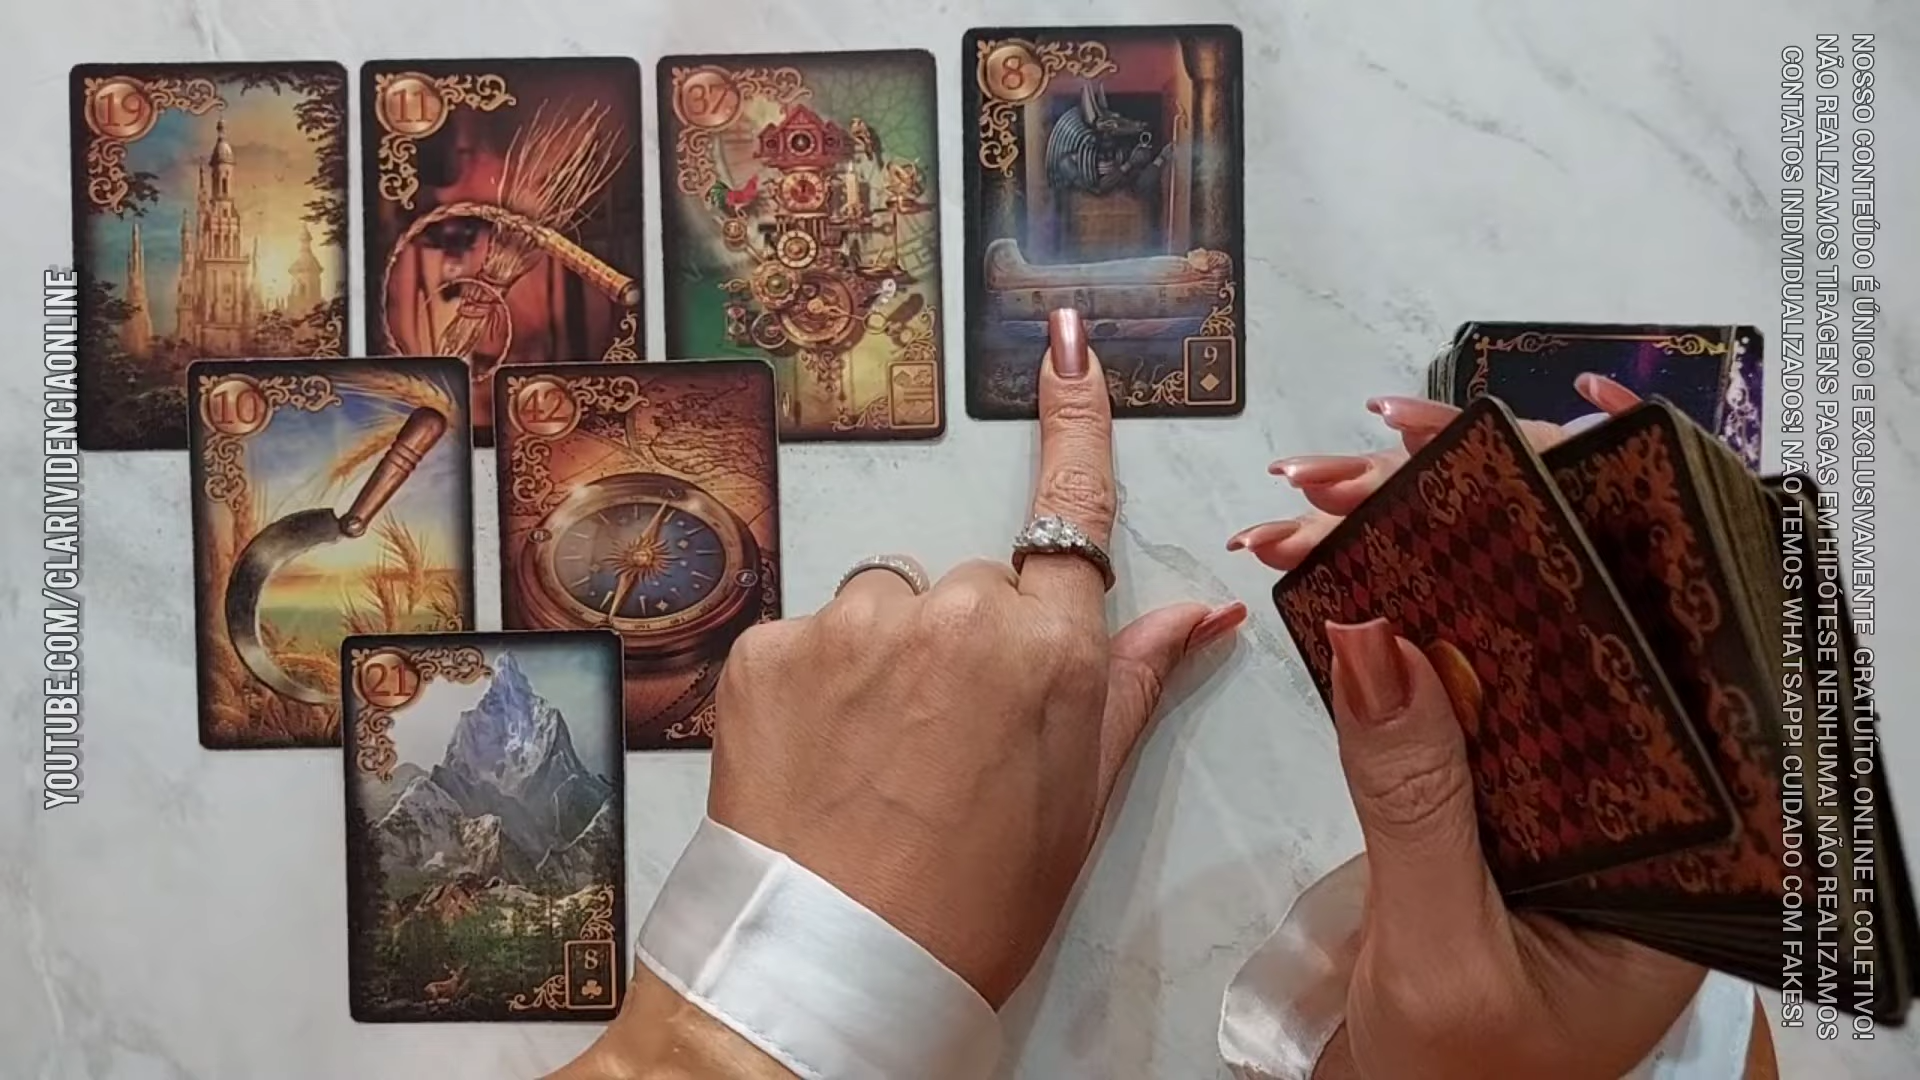 YOUTUBE.COM/CLARIVIDENCIAONLINE
19
11
37
8
9
10
42
21
8
NOSSO CONTEÚDO É ÚNICO E EXCLUSIVAMENTE GRATUÍTO, ONLINE E COLETIVO!
NÃO REALIZAMOS TIRAGENS PAGAS EM HIPÓTESE NENHUMA! NÃO REALIZAMOS
CONTATOS INDIVIDUALIZADOS! NÃO TEMOS WHATSAPP! CUIDADO COM FAKES!